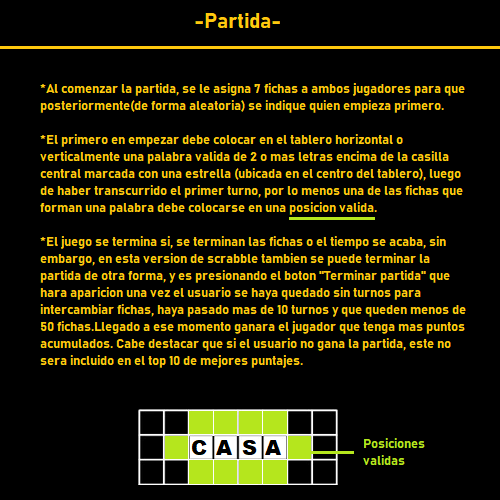 -Partida-
*Al comenzar la partida, se le asigna 7 fichas a ambos jugadores para que
posteriormente(de forma aleatoria) se indique quien empieza primero.
*El primero en empezar debe colocar en el tablero horizontal o
verticalmente una palabra valida de 2 o mas letras encima de la casilla
central marcada con una estrella (ubicada en el centro del tablero), luego
de haber transcurrido el primer turno, por lo menos una de las fichas que
forman una palabra debe colocarse en una posicion valida.
*El juego se termina si, se terminan las fichas o el tiempo se acaba, sin
embargo, en esta version de scrabble tambien se puede terminar la
partida de otra forma, y es presionando el boton "Terminar partida" que
hara aparicion una vez el usuario se haya quedado sin turnos para
intercambiar fichas, haya pasado mas de 10 turnos y que queden menos de
50 fichas.Llegado a ese momento ganara el jugador que tenga mas puntos
acumulados. Cabe destacar que si el usuario no gana la partida, este no
sera incluido en el top 10 de mejores puntajes.
CASA
Posiciones
validas